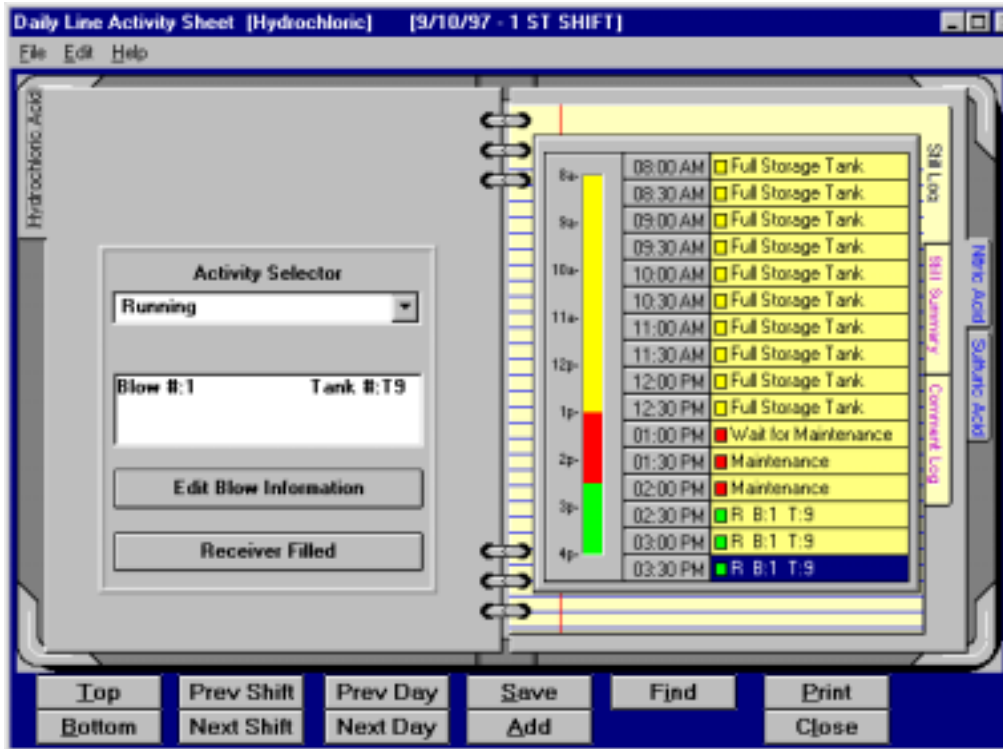 Daily Line Activity Sheet [Hydrochloric] [9/10/97 - 1 ST SHIFT]
File Edit Help
Hydrochloric Acid
Activity Selector
Running
Blow #:1 Tank #:T9
Edit Blow Information
Receiver Filled
8a-
9a-
10a-
11a-
12p-
1p-
2p-
3p-
4p-
08:00 AM Full Storage Tank
08:30 AM Full Storage Tank
09:00 AM Full Storage Tank
09:30 AM Full Storage Tank
10:00 AM Full Storage Tank
10:30 AM Full Storage Tank
11:00 AM Full Storage Tank
11:30 AM Full Storage Tank
12:00 PM Full Storage Tank
12:30 PM Full Storage Tank
01:00 PM Wait for Maintenance
01:30 PM Maintenance
02:00 PM Maintenance
02:30 PM R B:1 T:9
03:00 PM R B:1 T:9
03:30 PM R B:1 T:9
Still Log
Still Summary
Comment Log
Nitric Acid
Sulfuric Acid
Top Prev Shift Prev Day Save Find Print
Bottom Next Shift Next Day Add Close